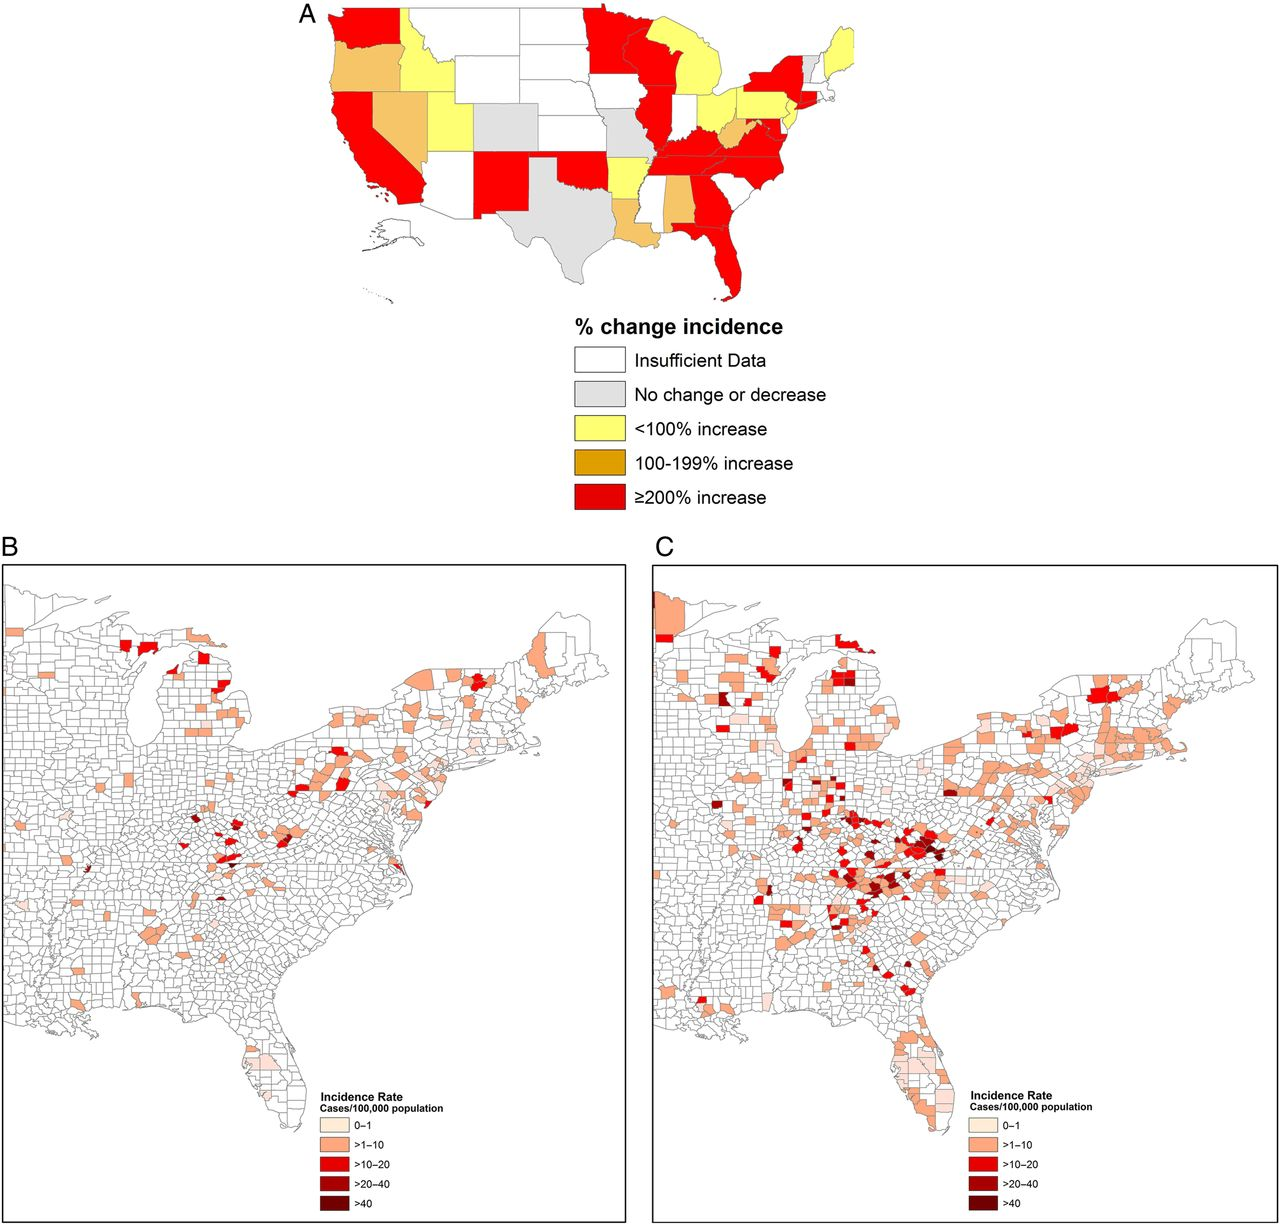 A
% change incidence
Insufficient Data
No change or decrease
<100% increase
100-199% increase
≥200% increase
B
Incidence Rate
Cases/100,000 population
0–1
>1–10
>10–20
>20–40
>40
C
Incidence Rate
Cases/100,000 population
0–1
>1–10
>10–20
>20–40
>40